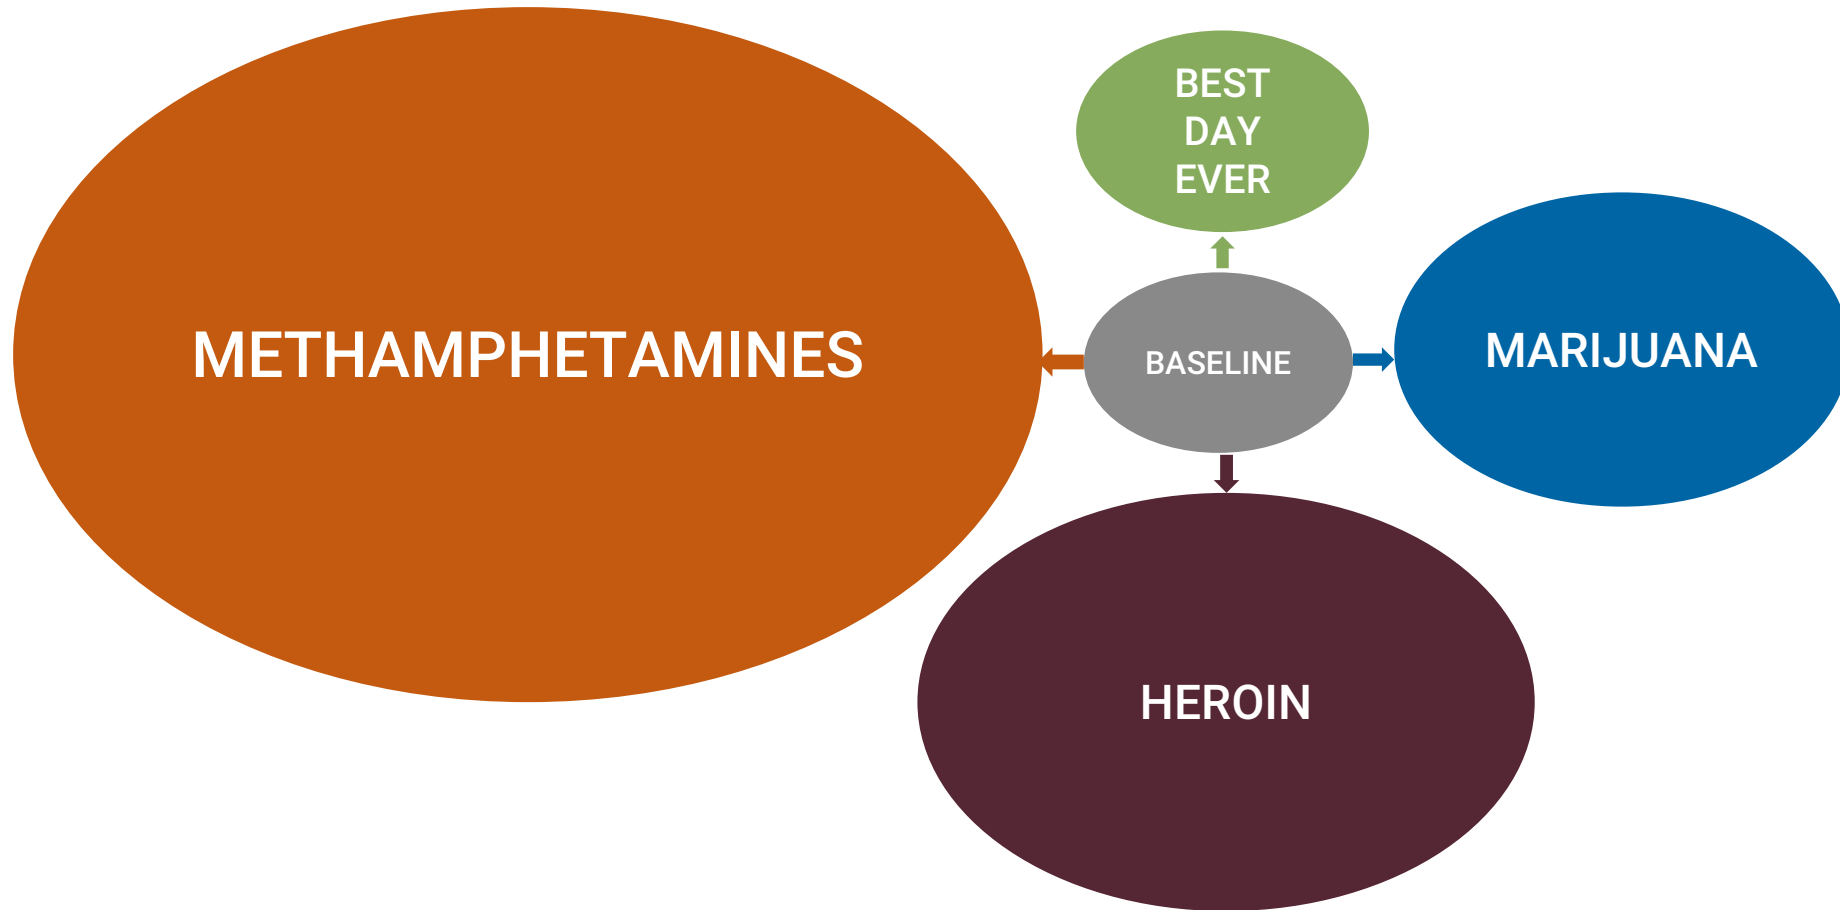 BEST
DAY
EVER
METHAMPHETAMINES
BASELINE
MARIJUANA
HEROIN